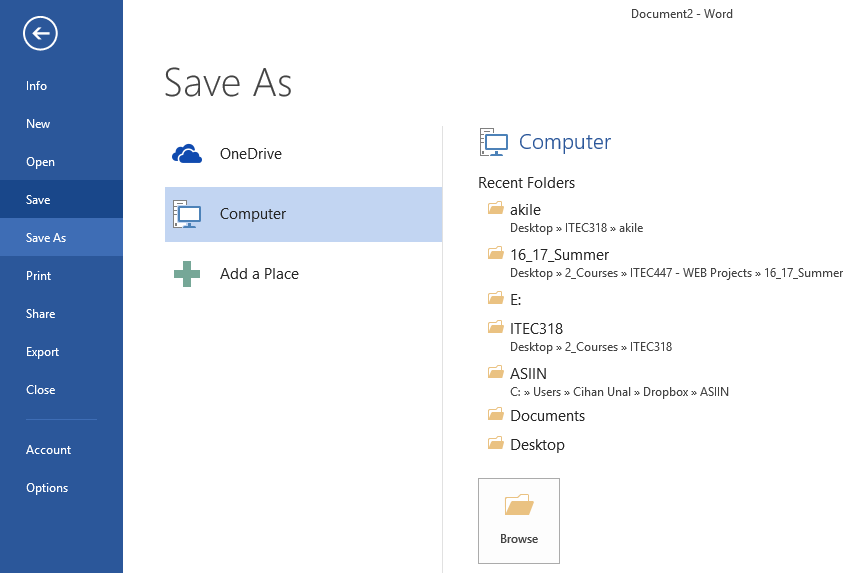 Document2 - Word
Info
New
Open
Save
Save As
Print
Share
Export
Close
Account
Options
Save As
OneDrive
Computer
Add a Place
Computer
Recent Folders
akile
Desktop » ITEC318 » akile
16_17_Summer
Desktop » 2_Courses » ITEC447 - WEB Projects » 16_17_Summer
E:
ITEC318
Desktop » 2_Courses » ITEC318
ASIIN
C: » Users » Cihan Unal » Dropbox » ASIIN
Documents
Desktop
Browse